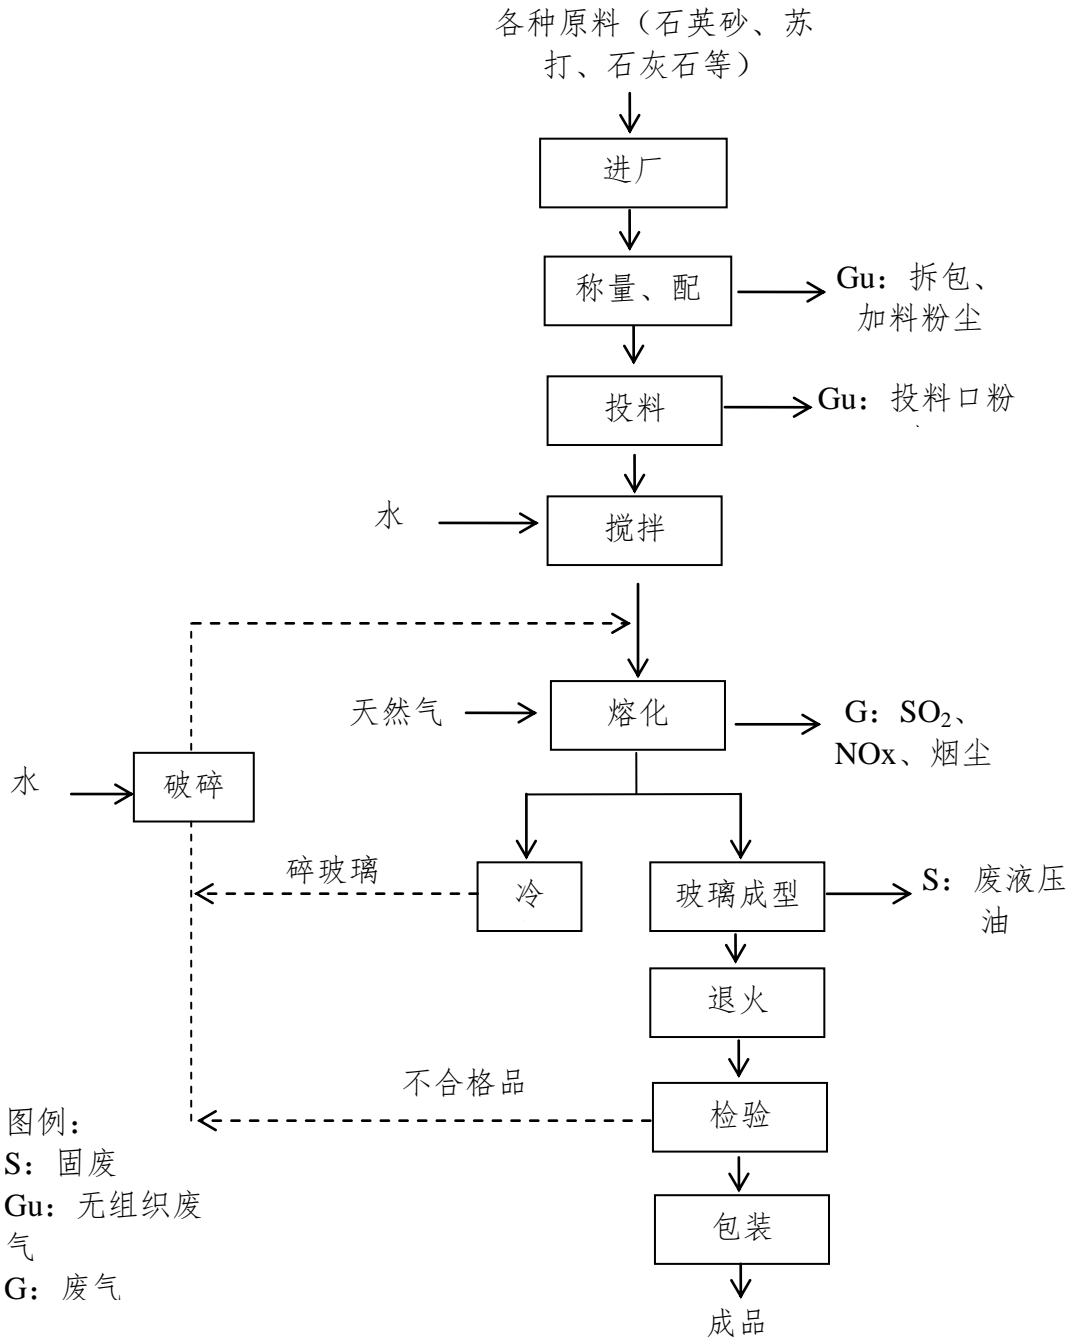 各种原料（石英砂、苏
打、石灰石等）
进厂
称量、配
Gu：拆包、
加料粉尘
投料
Gu：投料口粉
水
搅拌
天然气
熔化
G：SO₂、
NOx、烟尘
水
破碎
碎玻璃
冷
玻璃成型
S：废液压
油
退火
不合格品
检验
图例：
S：固废
Gu：无组织废
气
G：废气
包装
成品